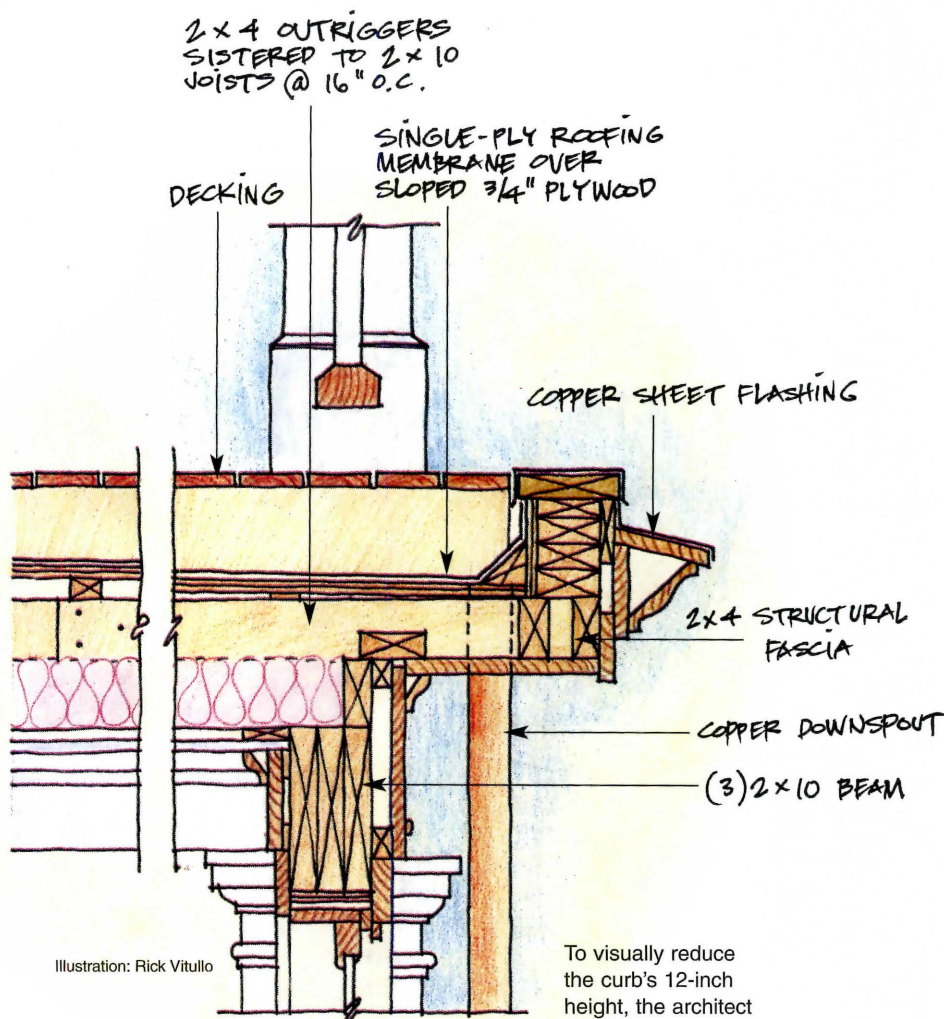 2 x 4 OUTRIGGERS
SISTERED TO 2 x 10
JOISTS @ 16" O.C.
SINGLE-PLY ROOFING
MEMBRANE OVER
SLOPED 3/4" PLYWOOD
DECKING
COPPER SHEET FLASHING
2x4 STRUCTURAL
FASCIA
COPPER DOWNSPOUT
(3) 2 x 10 BEAM
Illustration: Rick Vitullo
To visually reduce
the curb's 12-inch
height, the architect